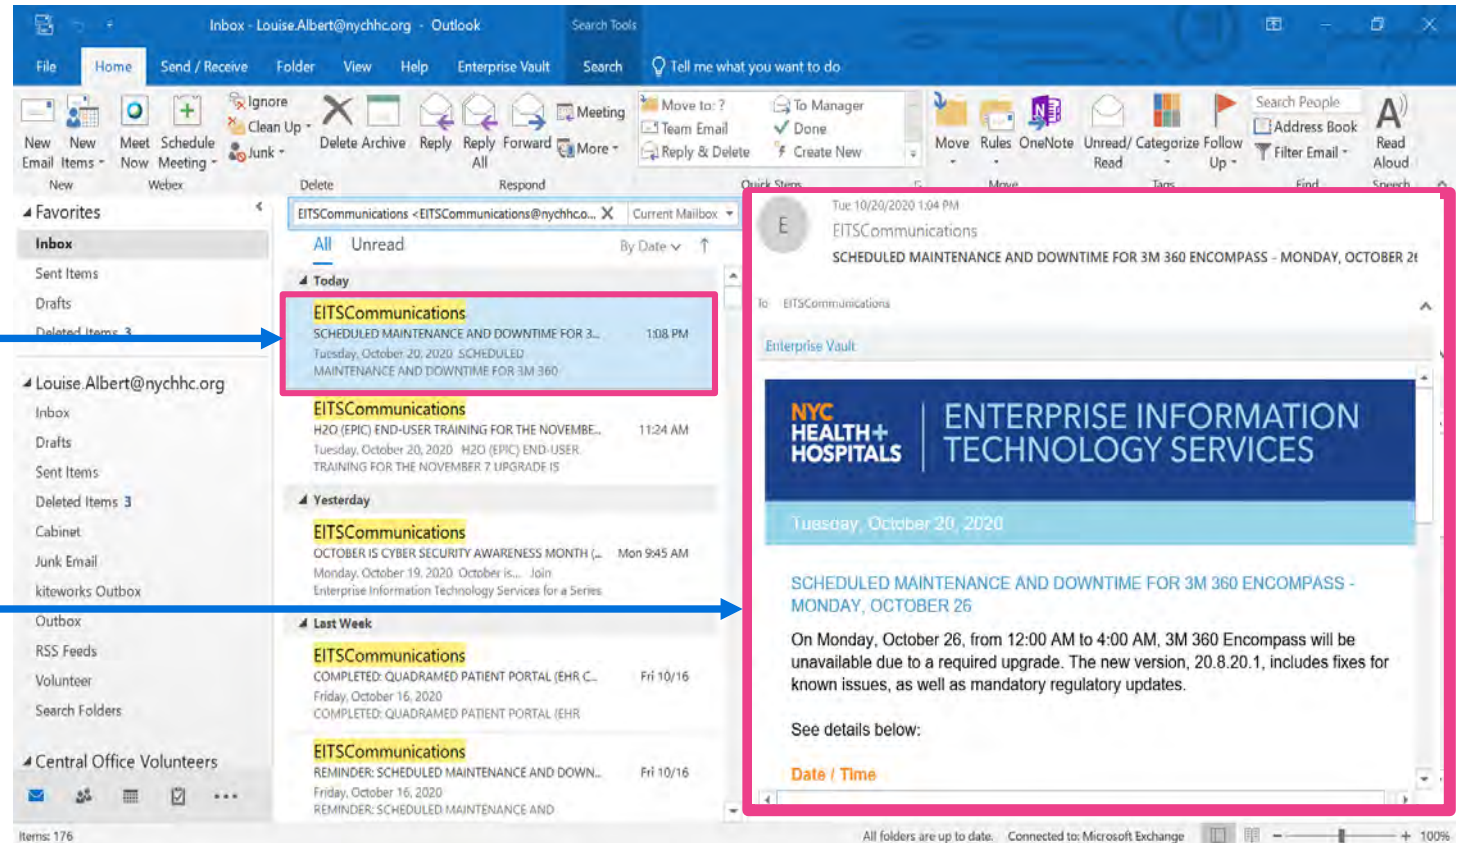 Inbox - Louise.Albert@nychhc.org - Outlook
Search Tools
File Home Send / Receive Folder View Help Enterprise Vault Search Tell me what you want to do
New Email
New Items
Meet Now
Schedule Meeting
Ignore
Clean Up
Junk
Delete
Archive
Reply
Reply All
Forward
Meeting
More
Move to: ?
Team Email
Reply & Delete
To Manager
Done
Create New
Move
Rules
OneNote
Unread/ Read
Categorize
Follow Up
Search People
Address Book
Filter Email
Read Aloud
New Webex Delete Respond Quick Steps Move Tags Find Speech
Favorites
Inbox
Sent Items
Drafts
Deleted Items 3
Louise.Albert@nychhc.org
Inbox
Drafts
Sent Items
Deleted Items 3
Cabinet
Junk Email
kiteworks Outbox
Outbox
RSS Feeds
Volunteer
Search Folders
Central Office Volunteers
EITSCommunications <EITSCommunications@nychhc.o... Current Mailbox
All Unread By Date
Today
EITSCommunications
SCHEDULED MAINTENANCE AND DOWNTIME FOR 3... 1:08 PM
Tuesday, October 20, 2020 SCHEDULED
MAINTENANCE AND DOWNTIME FOR 3M 360
EITSCommunications
H2O (EPIC) END-USER TRAINING FOR THE NOVEMBE... 11:24 AM
Tuesday, October 20, 2020 H2O (EPIC) END-USER
TRAINING FOR THE NOVEMBER 7 UPGRADE IS
Yesterday
EITSCommunications
OCTOBER IS CYBER SECURITY AWARENESS MONTH (... Mon 9:45 AM
Monday, October 19, 2020 October is... Join
Enterprise Information Technology Services for a Series
Last Week
EITSCommunications
COMPLETED: QUADRAMED PATIENT PORTAL (EHR C... Fri 10/16
Friday, October 16, 2020
COMPLETED: QUADRAMED PATIENT PORTAL (EHR
EITSCommunications
REMINDER: SCHEDULED MAINTENANCE AND DOWN... Fri 10/16
Friday, October 16, 2020
REMINDER: SCHEDULED MAINTENANCE AND
Tue 10/20/2020 1:04 PM
E
EITSCommunications
SCHEDULED MAINTENANCE AND DOWNTIME FOR 3M 360 ENCOMPASS - MONDAY, OCTOBER 26
To EITSCommunications
Enterprise Vault
NYC
HEALTH+
HOSPITALS
ENTERPRISE INFORMATION
TECHNOLOGY SERVICES
Tuesday, October 20, 2020
SCHEDULED MAINTENANCE AND DOWNTIME FOR 3M 360 ENCOMPASS -
MONDAY, OCTOBER 26
On Monday, October 26, from 12:00 AM to 4:00 AM, 3M 360 Encompass will be
unavailable due to a required upgrade. The new version, 20.8.20.1, includes fixes for
known issues, as well as mandatory regulatory updates.
See details below:
Date / Time
Items: 176
All folders are up to date. Connected to: Microsoft Exchange 100%